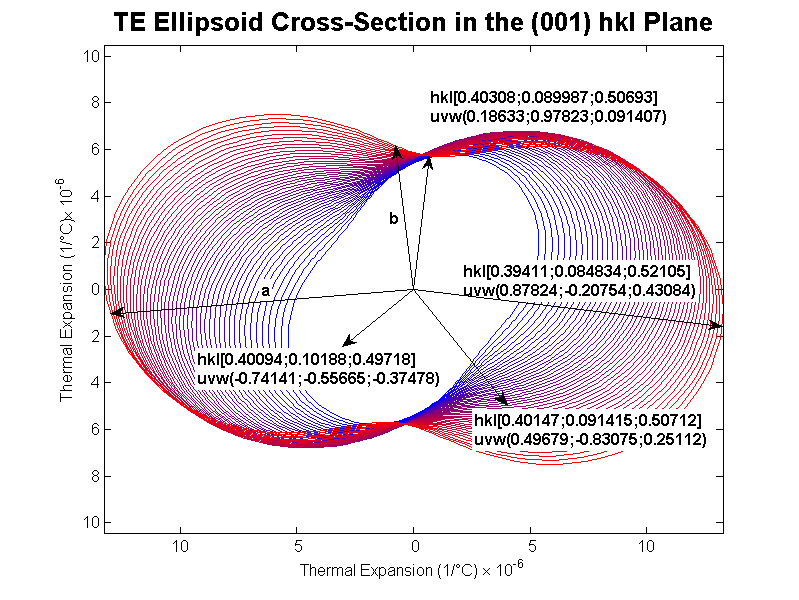 TE Ellipsoid Cross-Section in the (001) hkl Plane
10
8
6
4
2
0
2
4
6
8
10
Thermal Expansion (1/°C)× 10⁻⁶
hkl[0.40308;0.089987;0.50693]
uvw(0.18633;0.97823;0.091407)
b
hkl[0.39411;0.084834;0.52105]
uvw(0.87824;-0.20754;0.43084)
a
hkl[0.40094;0.10188;0.49718]
uvw(-0.74141;-0.55665;-0.37478)
hkl[0.40147;0.091415;0.50712]
uvw(0.49679;-0.83075;0.25112)
10 5 0 5 10
Thermal Expansion (1/°C) × 10⁻⁶